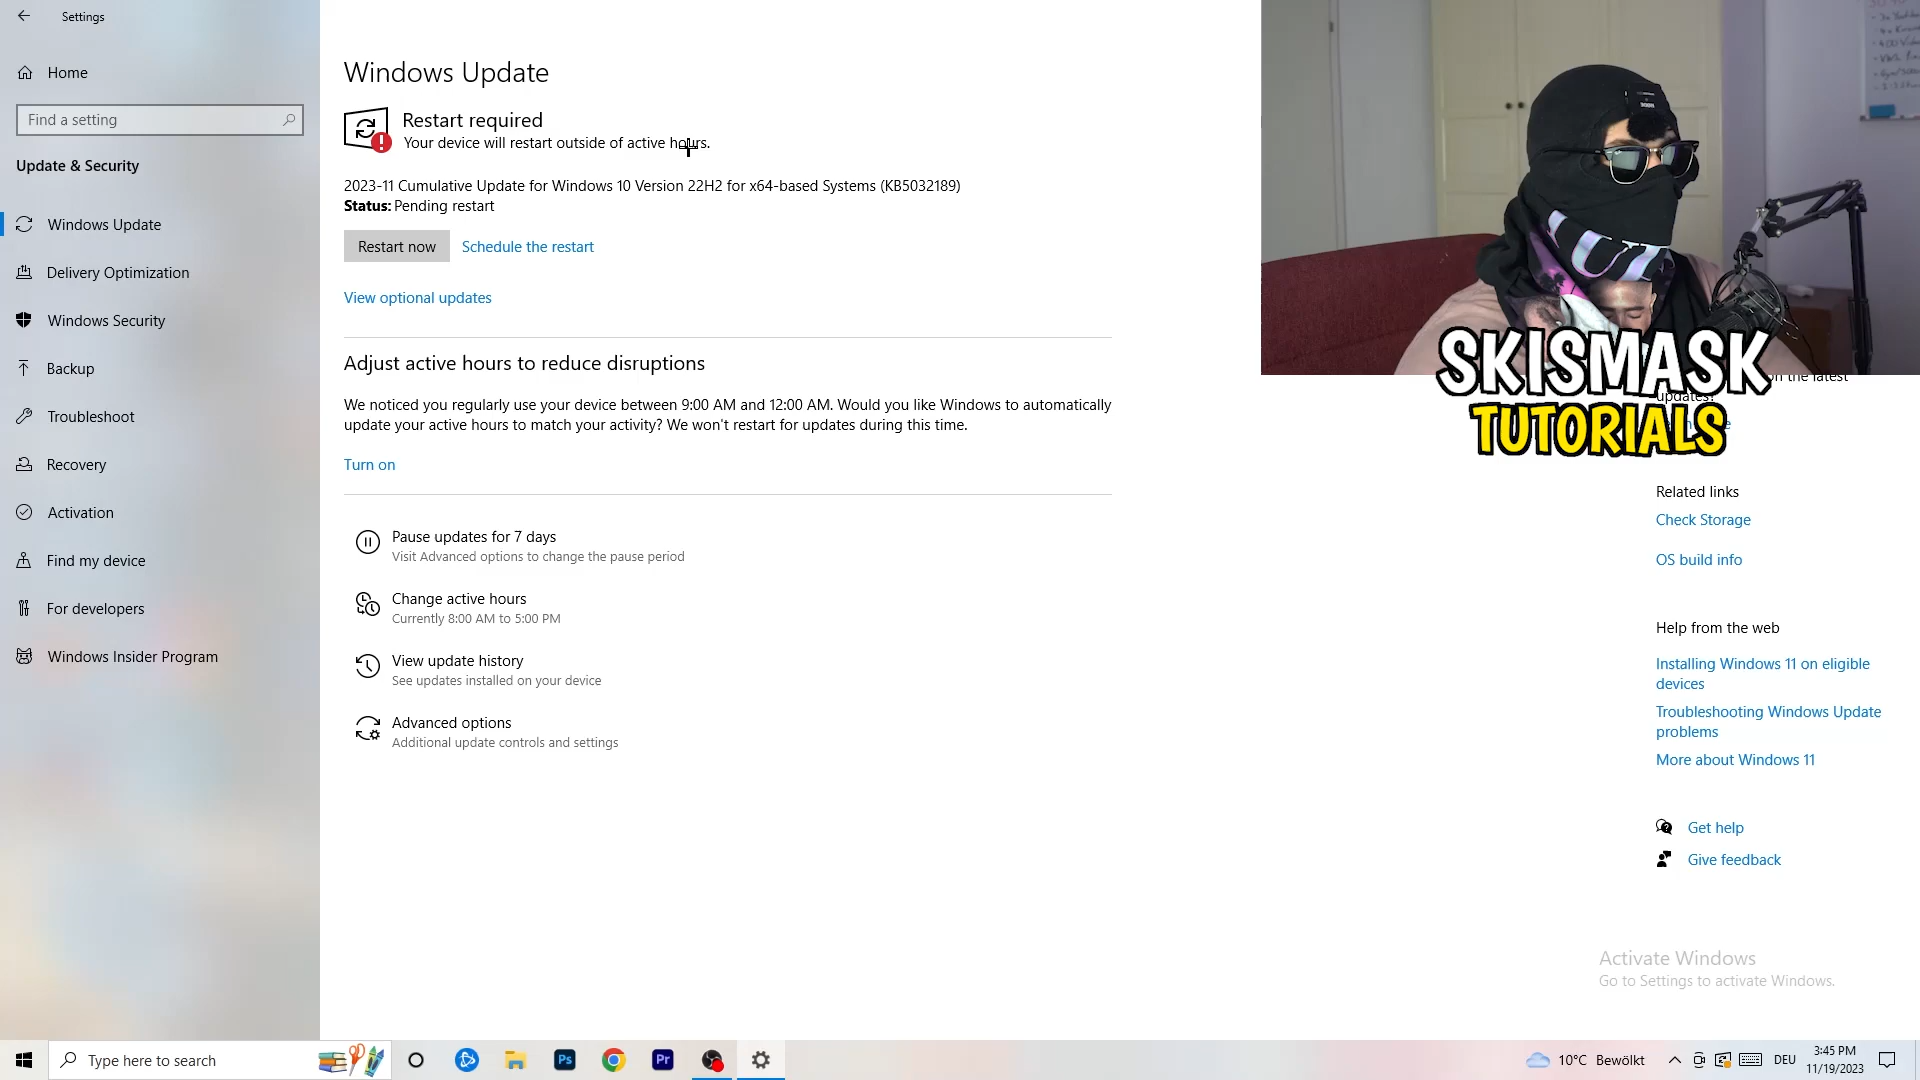 Settings
Home
Find a setting
Update & Security
Windows Update
Delivery Optimization
Windows Security
Backup
Troubleshoot
Recovery
Activation
Find my device
For developers
Windows Insider Program
Windows Update
Restart required
Your device will restart outside of active hours.
2023-11 Cumulative Update for Windows 10 Version 22H2 for x64-based Systems (KB5032189)
Status: Pending restart
Restart now
Schedule the restart
View optional updates
Adjust active hours to reduce disruptions
We noticed you regularly use your device between 9:00 AM and 12:00 AM. Would you like Windows to automatically
update your active hours to match your activity? We won't restart for updates during this time.
Turn on
Pause updates for 7 days
Visit Advanced options to change the pause period
Change active hours
Currently 8:00 AM to 5:00 PM
View update history
See updates installed on your device
Advanced options
Additional update controls and settings
SKISMASK
TUTORIALS
on the latest
updates?
Related links
Check Storage
OS build info
Help from the web
Installing Windows 11 on eligible
devices
Troubleshooting Windows Update
problems
More about Windows 11
Get help
Give feedback
Activate Windows
Go to Settings to activate Windows.
Type here to search
Ps
Pr
10°C Bewölkt
DEU
3:45 PM
11/19/2023